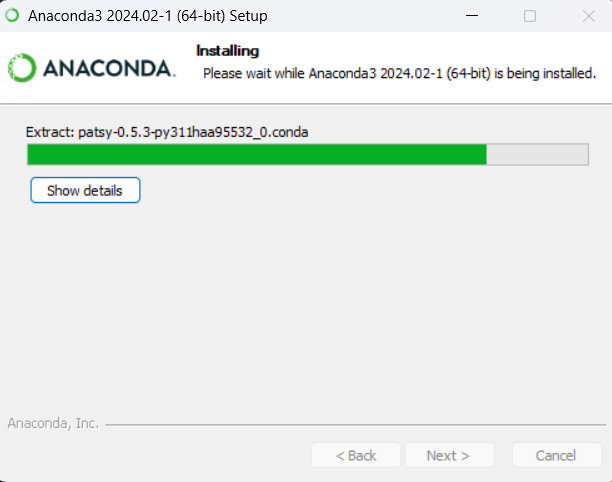 Anaconda3 2024.02-1 (64-bit) Setup
ANACONDA.
Installing
Please wait while Anaconda3 2024.02-1 (64-bit) is being installed.
Extract: patsy-0.5.3-py311haa95532_0.conda
Show details
Anaconda, Inc.
< Back
Next >
Cancel